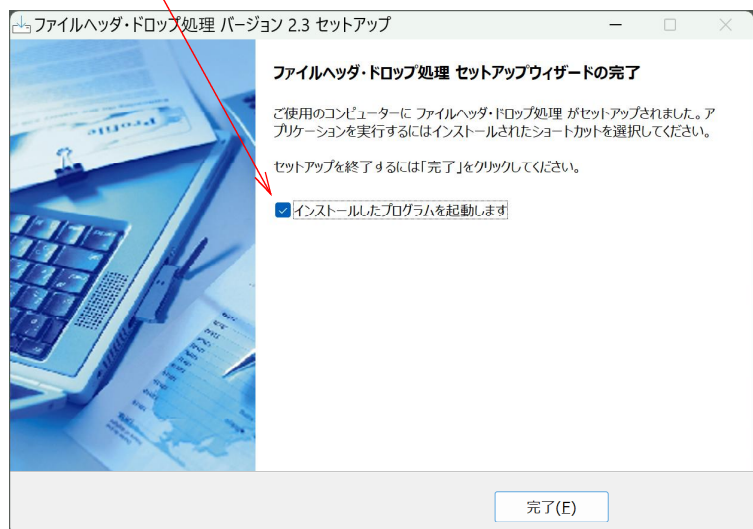 ファイルヘッダ・ドロップ処理 バージョン 2.3 セットアップ
ファイルヘッダ・ドロップ処理 セットアップウィザードの完了
ご使用のコンピューターに ファイルヘッダ・ドロップ処理 がセットアップされました。ア
プリケーションを実行するにはインストールされたショートカットを選択してください。
セットアップを終了するには「完了」をクリックしてください。
インストールしたプログラムを起動します
Profile
完了(F)